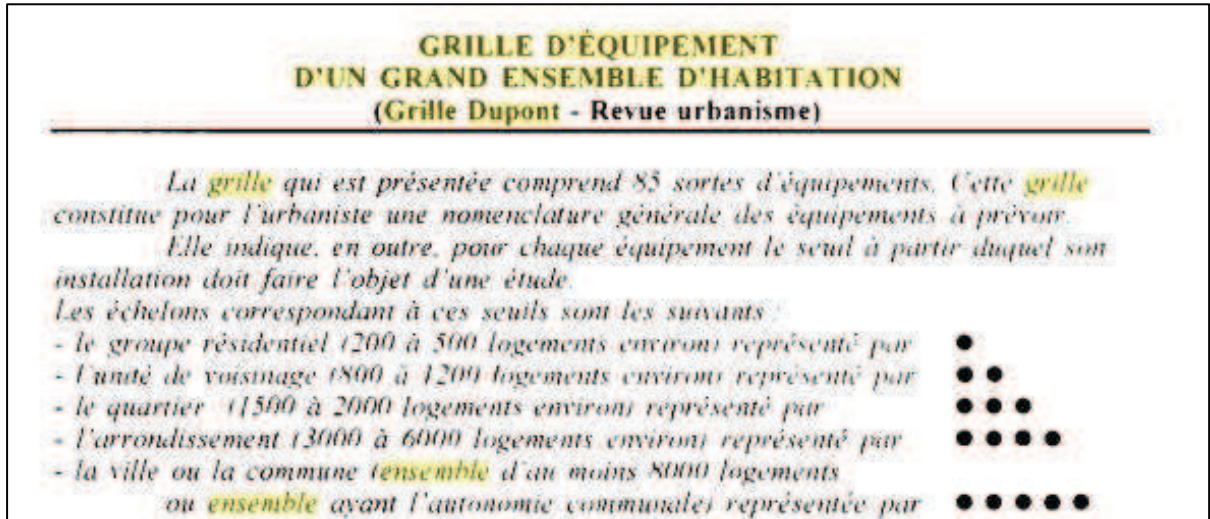 GRILLE D'ÉQUIPEMENT
D'UN GRAND ENSEMBLE D'HABITATION
(Grille Dupont - Revue urbanisme)
La grille qui est présentée comprend 85 sortes d'équipements. Cette grille
constitue pour l'urbaniste une nomenclature générale des équipements à prévoir.
Elle indique, en outre, pour chaque équipement le seuil à partir duquel son
installation doit faire l'objet d'une étude.
Les échelons correspondant à ces seuils sont les suivants :
- le groupe résidentiel (200 à 500 logements environ) représenté par ●
- l'unité de voisinage (800 à 1200 logements environ) représenté par ● ●
- le quartier (1500 à 2000 logements environ) représenté par ● ● ●
- l'arrondissement (3000 à 6000 logements environ) représenté par ● ● ● ●
- la ville ou la commune (ensemble d'au moins 8000 logements
ou ensemble ayant l'autonomie communale) représentée par ● ● ● ● ●